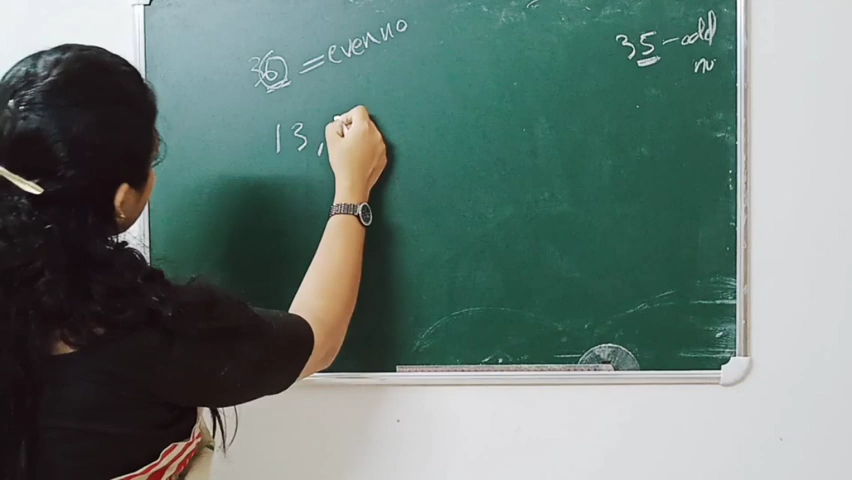 36 = even no
35 - odd
no
13,